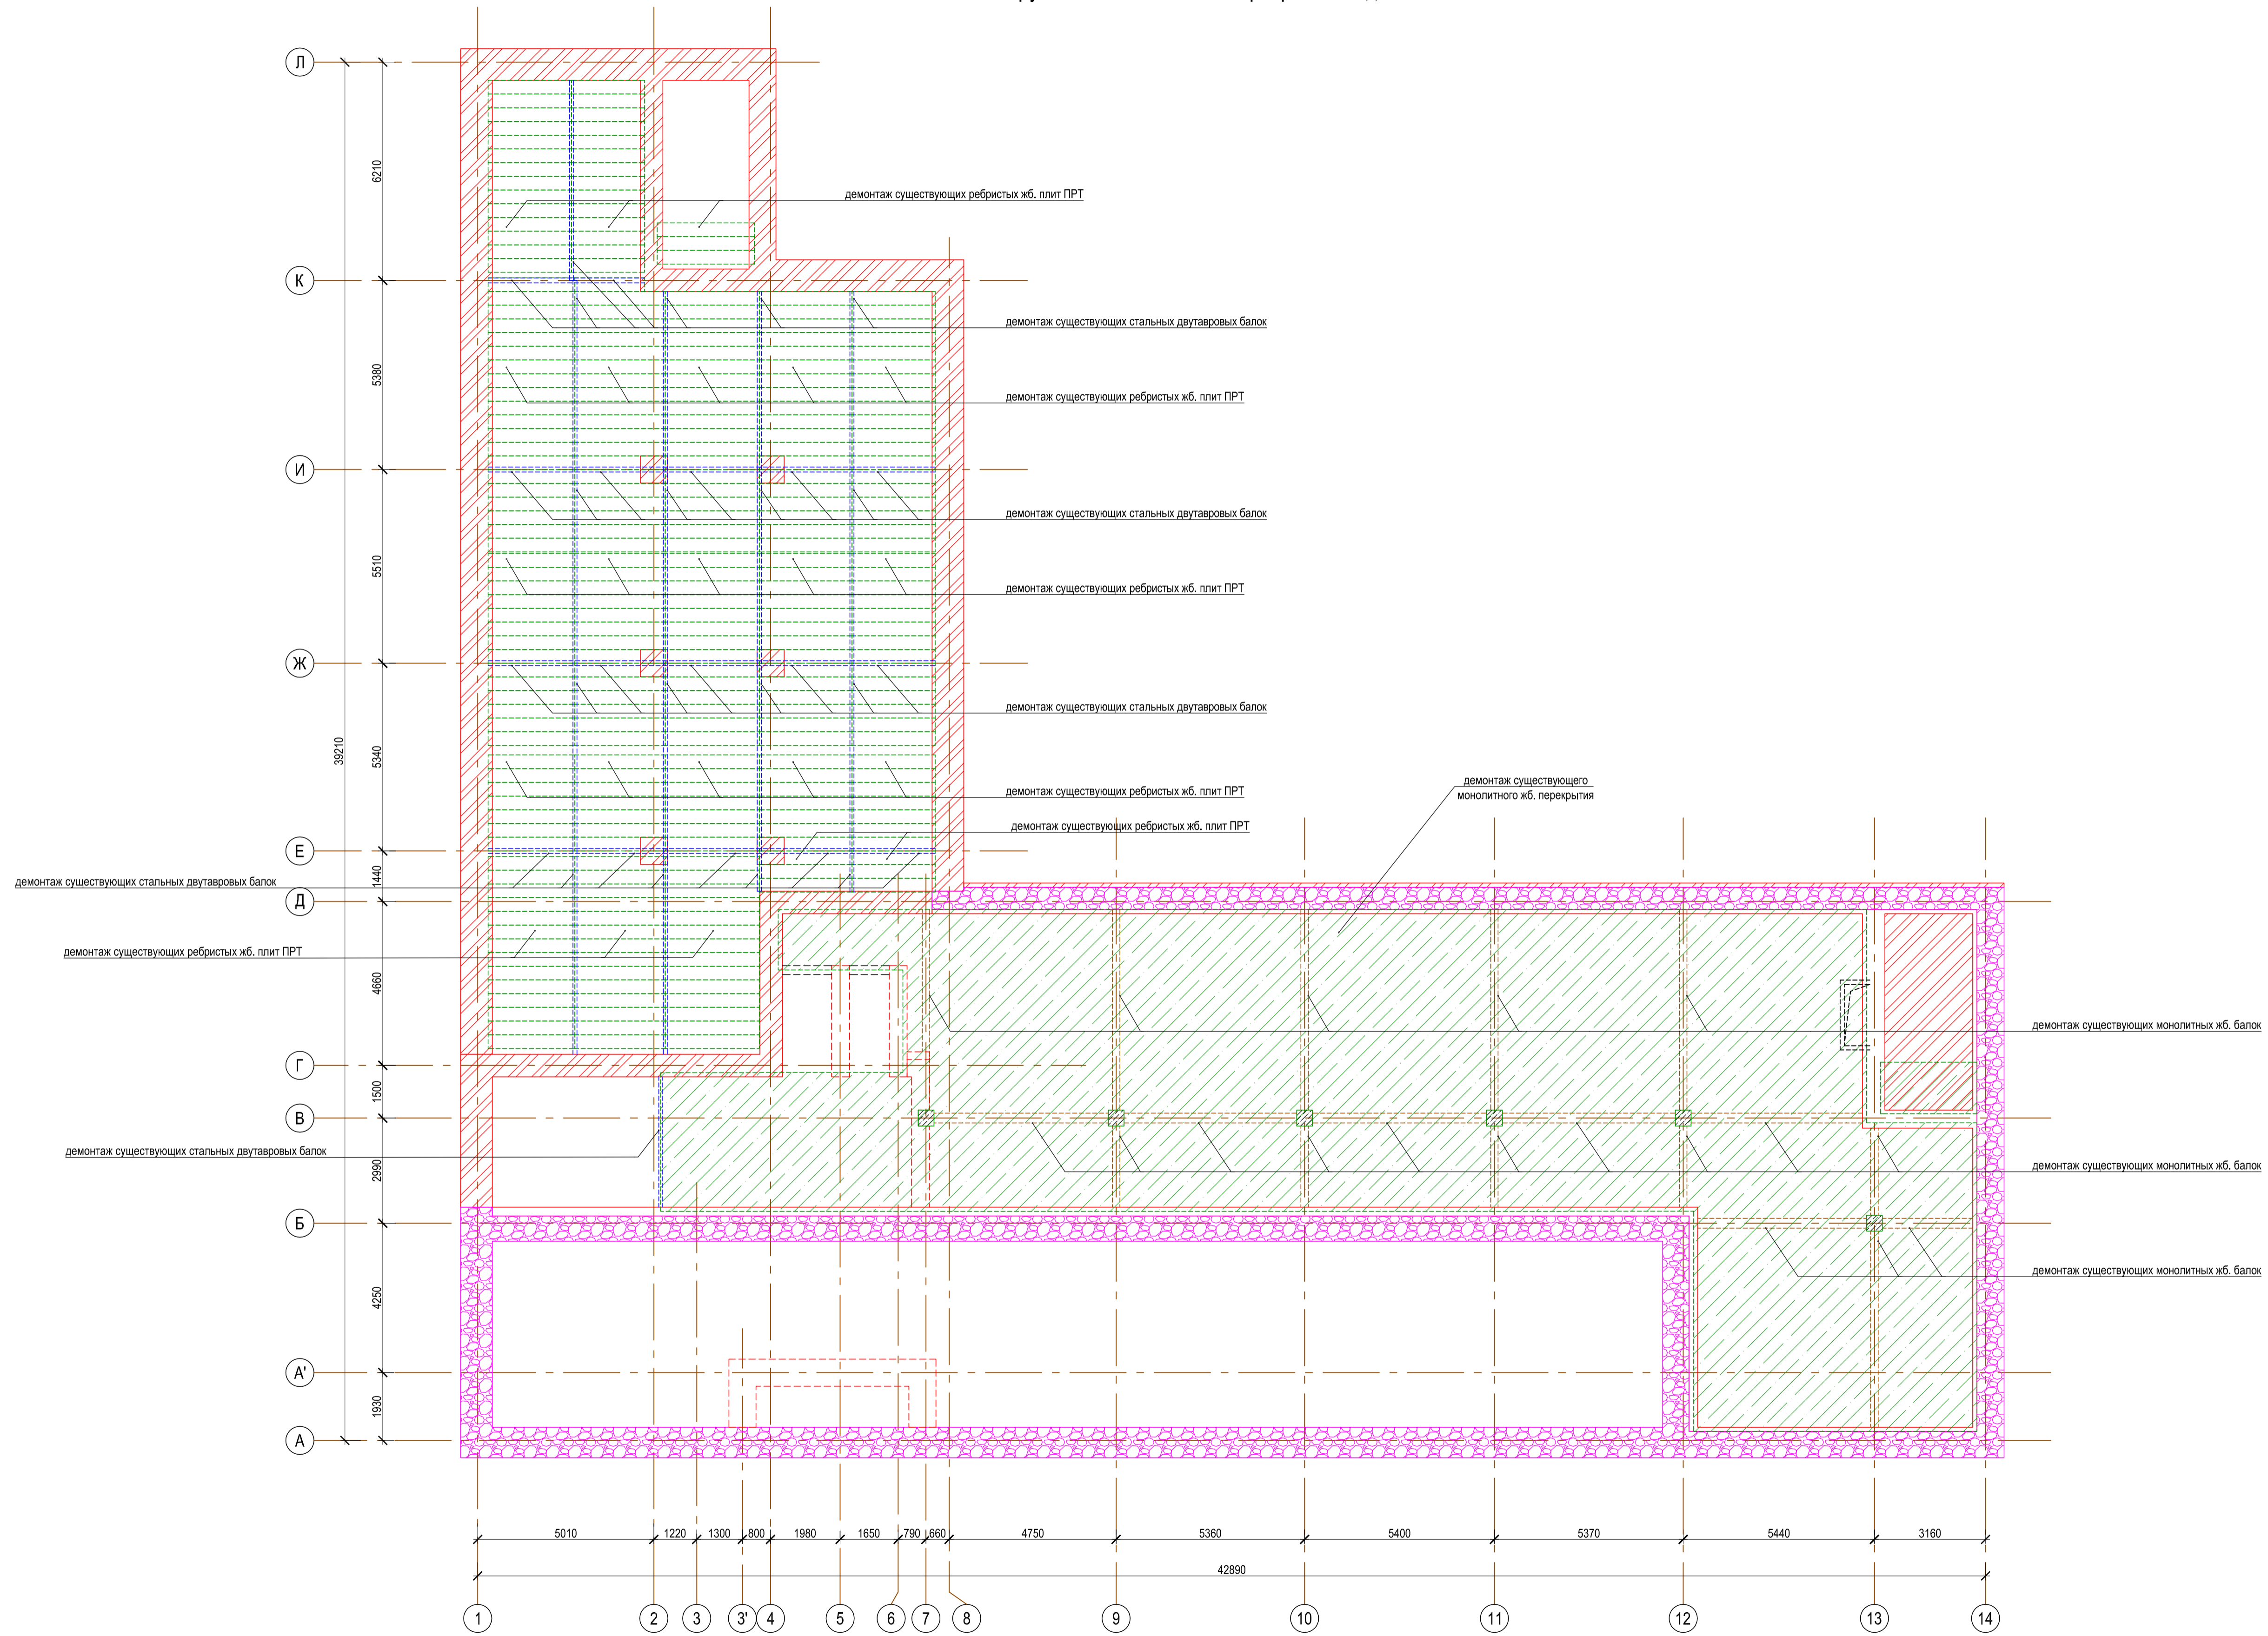 Л
6210
демонтаж существующих ребристых жб. плит ПРТ
К
демонтаж существующих стальных двутавровых балок
5380
демонтаж существующих ребристых жб. плит ПРТ
И
демонтаж существующих стальных двутавровых балок
5510
демонтаж существующих ребристых жб. плит ПРТ
Ж
демонтаж существующих стальных двутавровых балок
39210
5340
демонтаж существующего
монолитного жб. перекрытия
демонтаж существующих ребристых жб. плит ПРТ
демонтаж существующих ребристых жб. плит ПРТ
Е
1440
демонтаж существующих стальных двутавровых балок
Д
демонтаж существующих ребристых жб. плит ПРТ
4660
демонтаж существующих монолитных жб. балок
Г
1500
В
демонтаж существующих стальных двутавровых балок
2990
демонтаж существующих монолитных жб. балок
Б
демонтаж существующих монолитных жб. балок
4250
А'
1930
А
5010 1220 1300 800 1980 1650 790 660 4750 5360 5400 5370 5440 3160
42890
1 2 3 3' 4 5 6 7 8 9 10 11 12 13 14